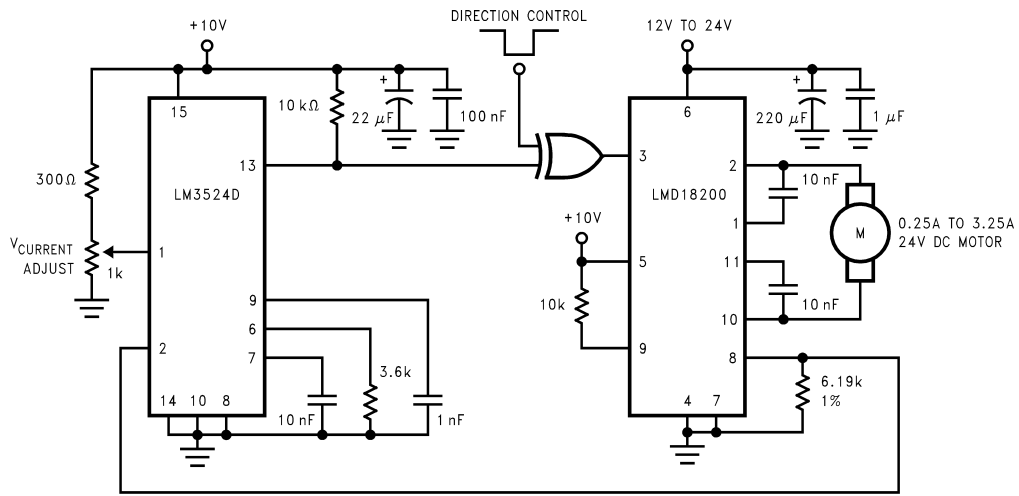 DIRECTION CONTROL
+10V
12V TO 24V
+
+
15
10 kΩ
22 μF
100 nF
6
220 μF
1 μF
13
3
2
10 nF
300Ω
LM3524D
LMD18200
+10V
1
0.25A TO 3.25A
24V DC MOTOR
M
VCURRENT
ADJUST
1k
1
5
11
9
10k
10 nF
6
10
2
7
9
8
3.6k
6.19k
1%
14
10
8
10 nF
1 nF
4
7